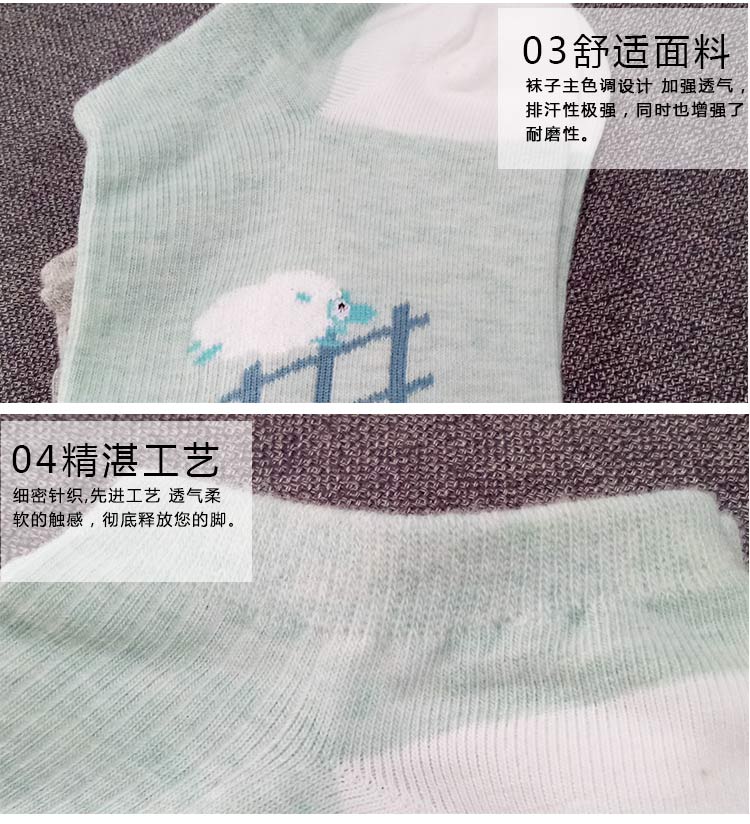 03舒适面料
袜子主色调设计 加强透气，
排汗性极强，同时也增强了
耐磨性。
04精湛工艺
细密针织,先进工艺 透气柔
软的触感，彻底释放您的脚。